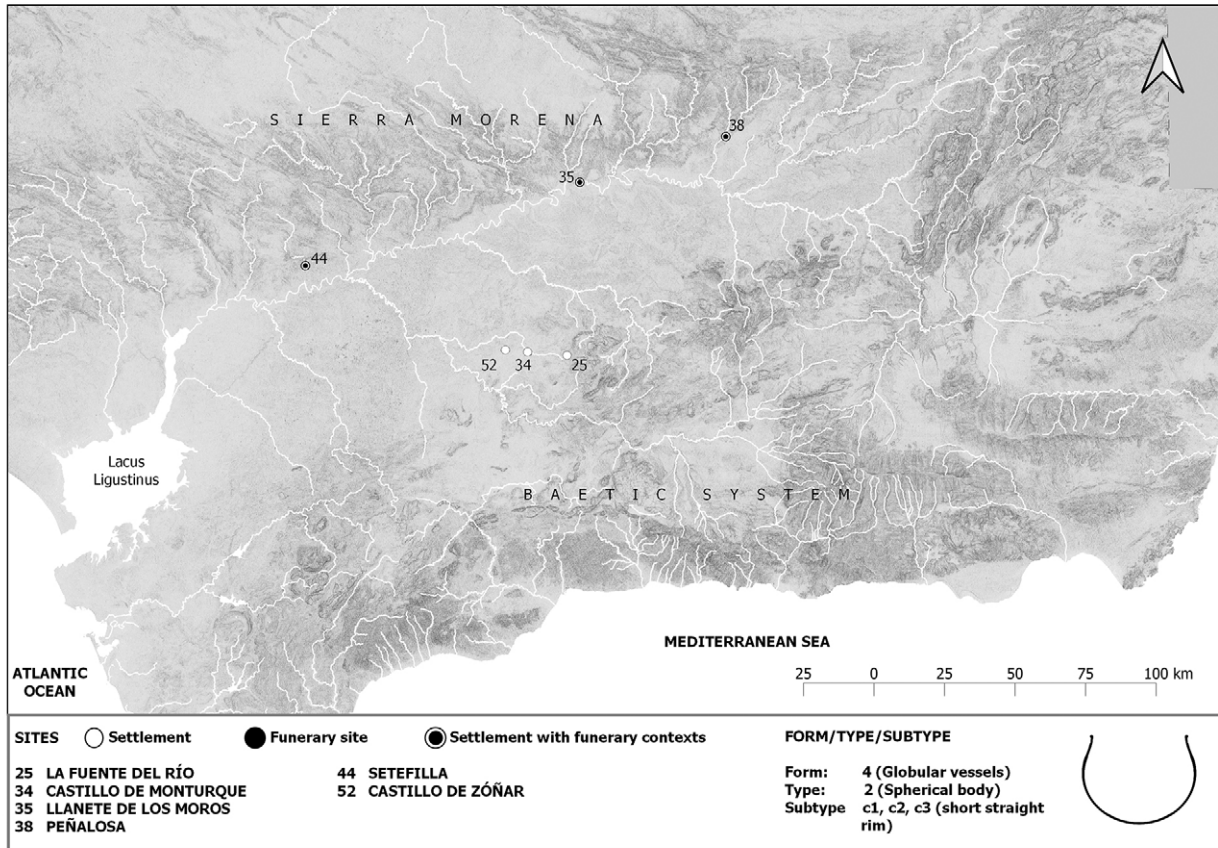 SIERRA MORENA
38
35
44
52
34
25
Lacus
Ligustinus
BAETIC SYSTEM
MEDITERRANEAN SEA
ATLANTIC
OCEAN
25 0 25 50 75 100 km
SITES Settlement Funerary site Settlement with funerary contexts
25 LA FUENTE DEL RÍO
34 CASTILLO DE MONTURQUE
35 LLANETE DE LOS MOROS
38 PEÑALOSA
44 SETEFILLA
52 CASTILLO DE ZÓÑAR
FORM/TYPE/SUBTYPE
Form: 4 (Globular vessels)
Type: 2 (Spherical body)
Subtype c1, c2, c3 (short straight
rim)